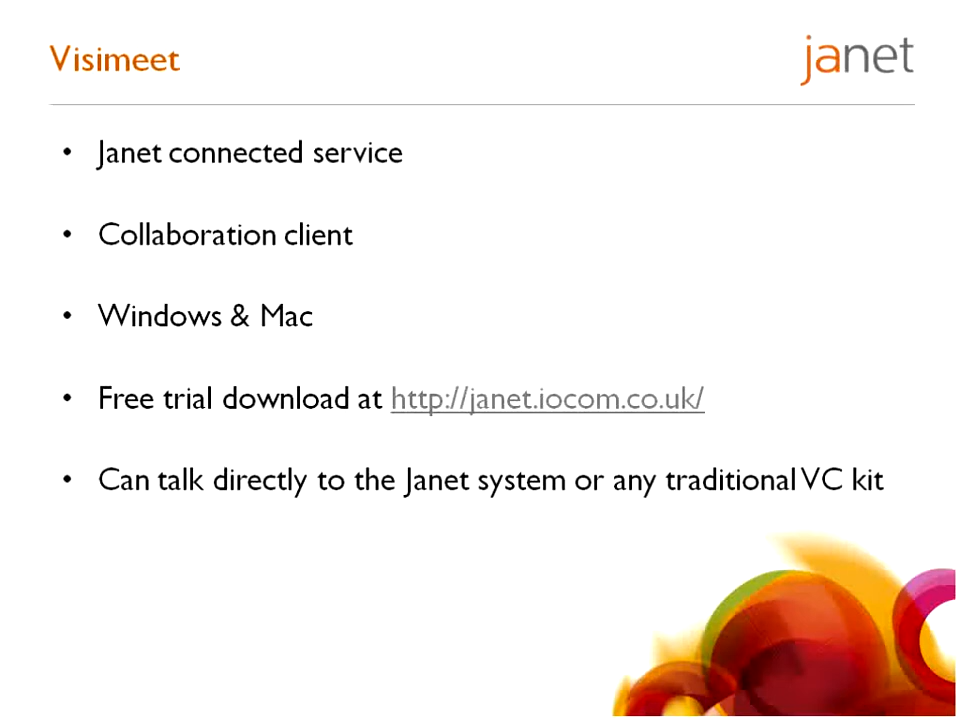 Visimeet
janet
• Janet connected service
• Collaboration client
• Windows & Mac
• Free trial download at http://janet.iocom.co.uk/
• Can talk directly to the Janet system or any traditional VC kit